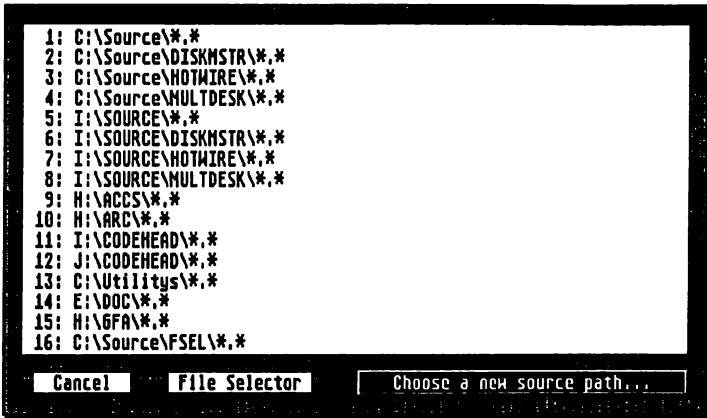 1: C:\Source\*.*
2: C:\Source\DISKMSTR\*.*
3: C:\Source\HOTWIRE\*.*
4: C:\Source\MULTDESK\*.*
5: I:\SOURCE\*.*
6: I:\SOURCE\DISKMSTR\*.*
7: I:\SOURCE\HOTWIRE\*.*
8: I:\SOURCE\MULTDESK\*.*
9: H:\ACCS\*.*
10: H:\ARC\*.*
11: I:\CODEHEAD\*.*
12: J:\CODEHEAD\*.*
13: C:\Utilitys\*.*
14: E:\DOC\*.*
15: H:\GFA\*.*
16: C:\Source\FSEL\*.*
Cancel File Selector Choose a new source path...